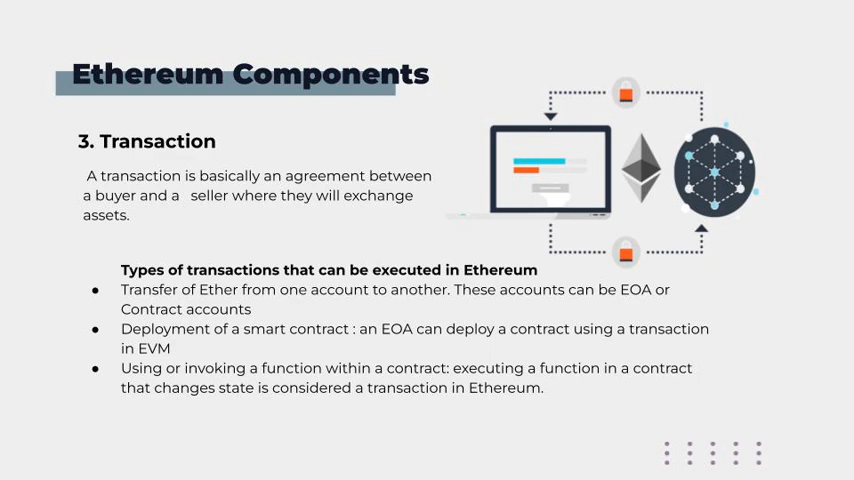 Ethereum Components
3. Transaction
A transaction is basically an agreement between
a buyer and a seller where they will exchange
assets.
Types of transactions that can be executed in Ethereum
● Transfer of Ether from one account to another. These accounts can be EOA or
Contract accounts
● Deployment of a smart contract : an EOA can deploy a contract using a transaction
in EVM
● Using or invoking a function within a contract: executing a function in a contract
that changes state is considered a transaction in Ethereum.